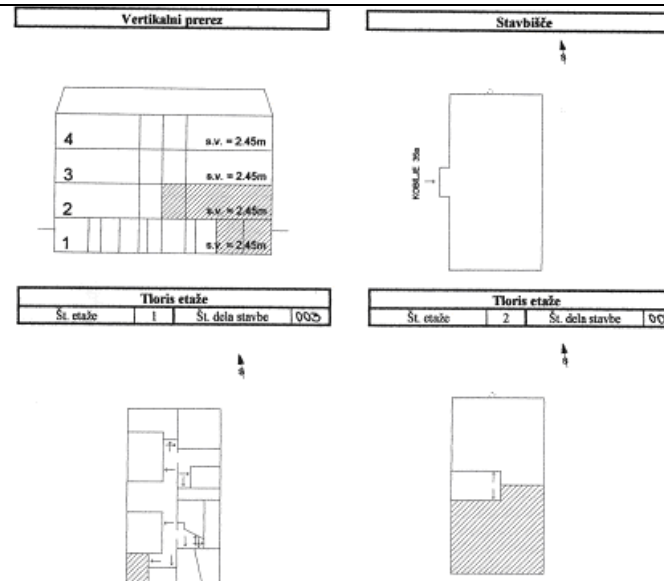 Vertikalni prerez
4 s.v. = 2.45m
3 s.v. = 2.45m
2 s.v. = 2.45m
1 s.v. = 2.45m
Stavbišče
KOBILJE 35a
Tloris etaže
Št. etaže 1 Št. dela stavbe 003
Tloris etaže
Št. etaže 2 Št. dela stavbe